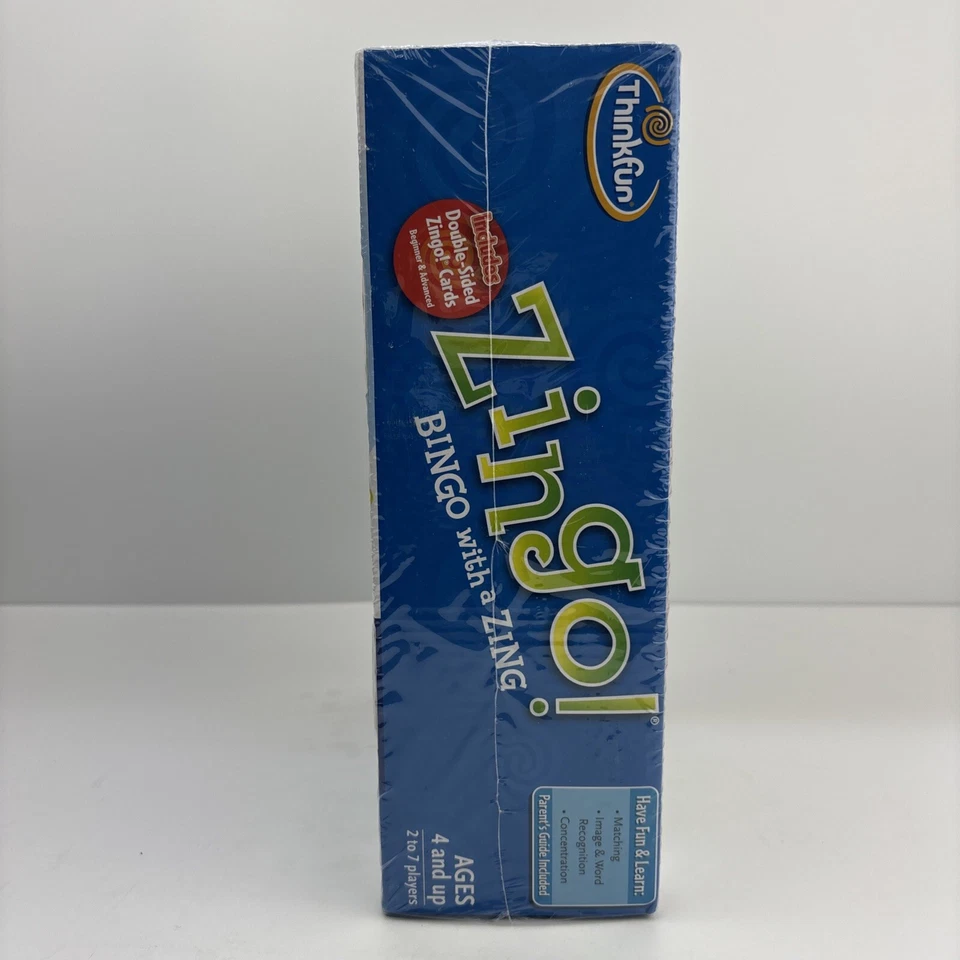 ThinkFun®
Includes
Double-Sided
Zingo!® Cards
Beginner & Advanced
Zingo!®
BINGO with a ZING
Have Fun & Learn:
• Matching
• Image & Word
Recognition
• Concentration
Parent's Guide Included
AGES
4 and up
2 to 7 players